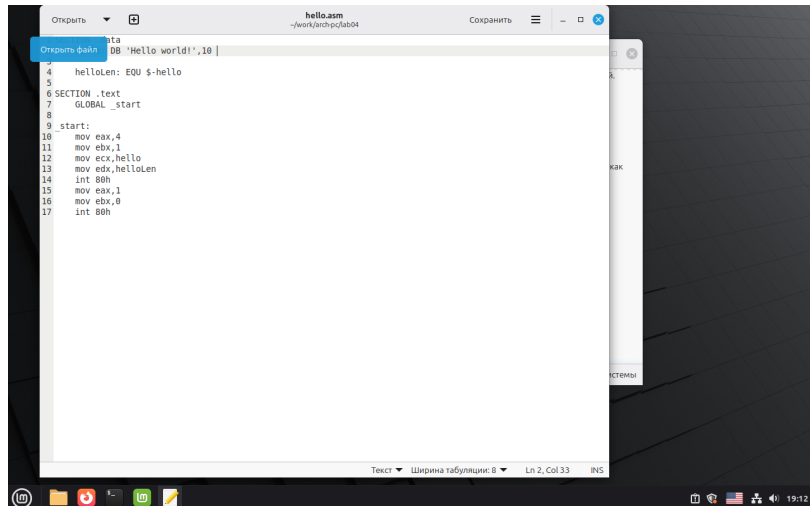 Открыть
hello.asm
~/work/arch-pc/lab04
Сохранить
Открыть файл
ata
DB 'Hello world!',10
3
4 helloLen: EQU $-hello
5
6 SECTION .text
7 GLOBAL _start
8
9 _start:
10 mov eax,4
11 mov ebx,1
12 mov ecx,hello
13 mov edx,helloLen
14 int 80h
15 mov eax,1
16 mov ebx,0
17 int 80h
й.
как
истемы
Текст Ширина табуляции: 8 Ln 2, Col 33 INS
19:12